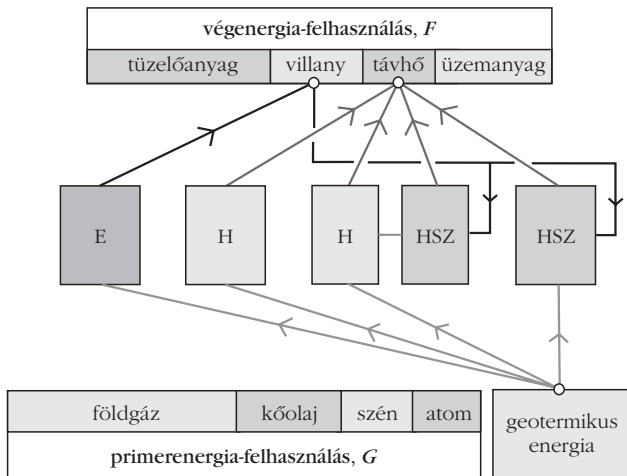 végenergia-felhasználás, F
tüzelőanyag villany távhő üzemanyag
E H H HSZ HSZ
földgáz kőolaj szén atom
primerenergia-felhasználás, G
geotermikus
energia